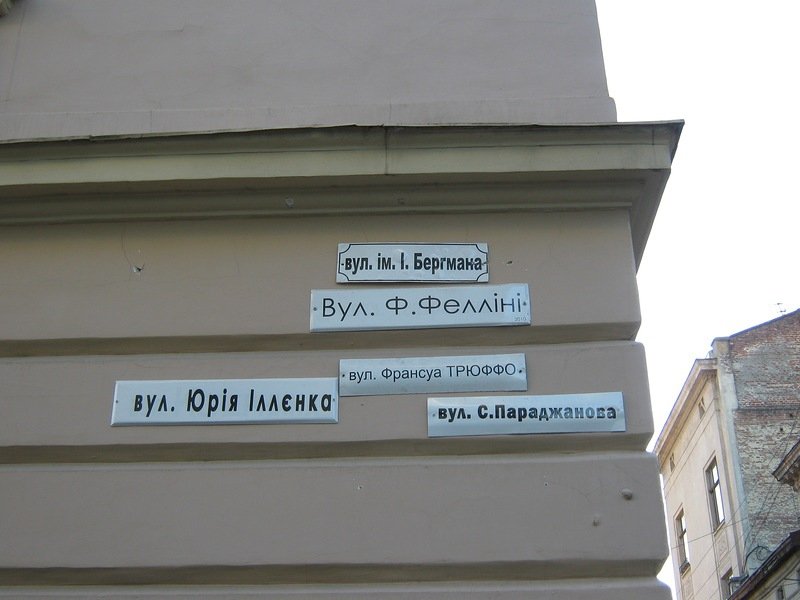 вул. ім. І. Бергмана
Вул. Ф.Фелліні
вул. Франсуа ТРЮФФО
вул. Юрія Іллєнка
вул. С.Параджанова